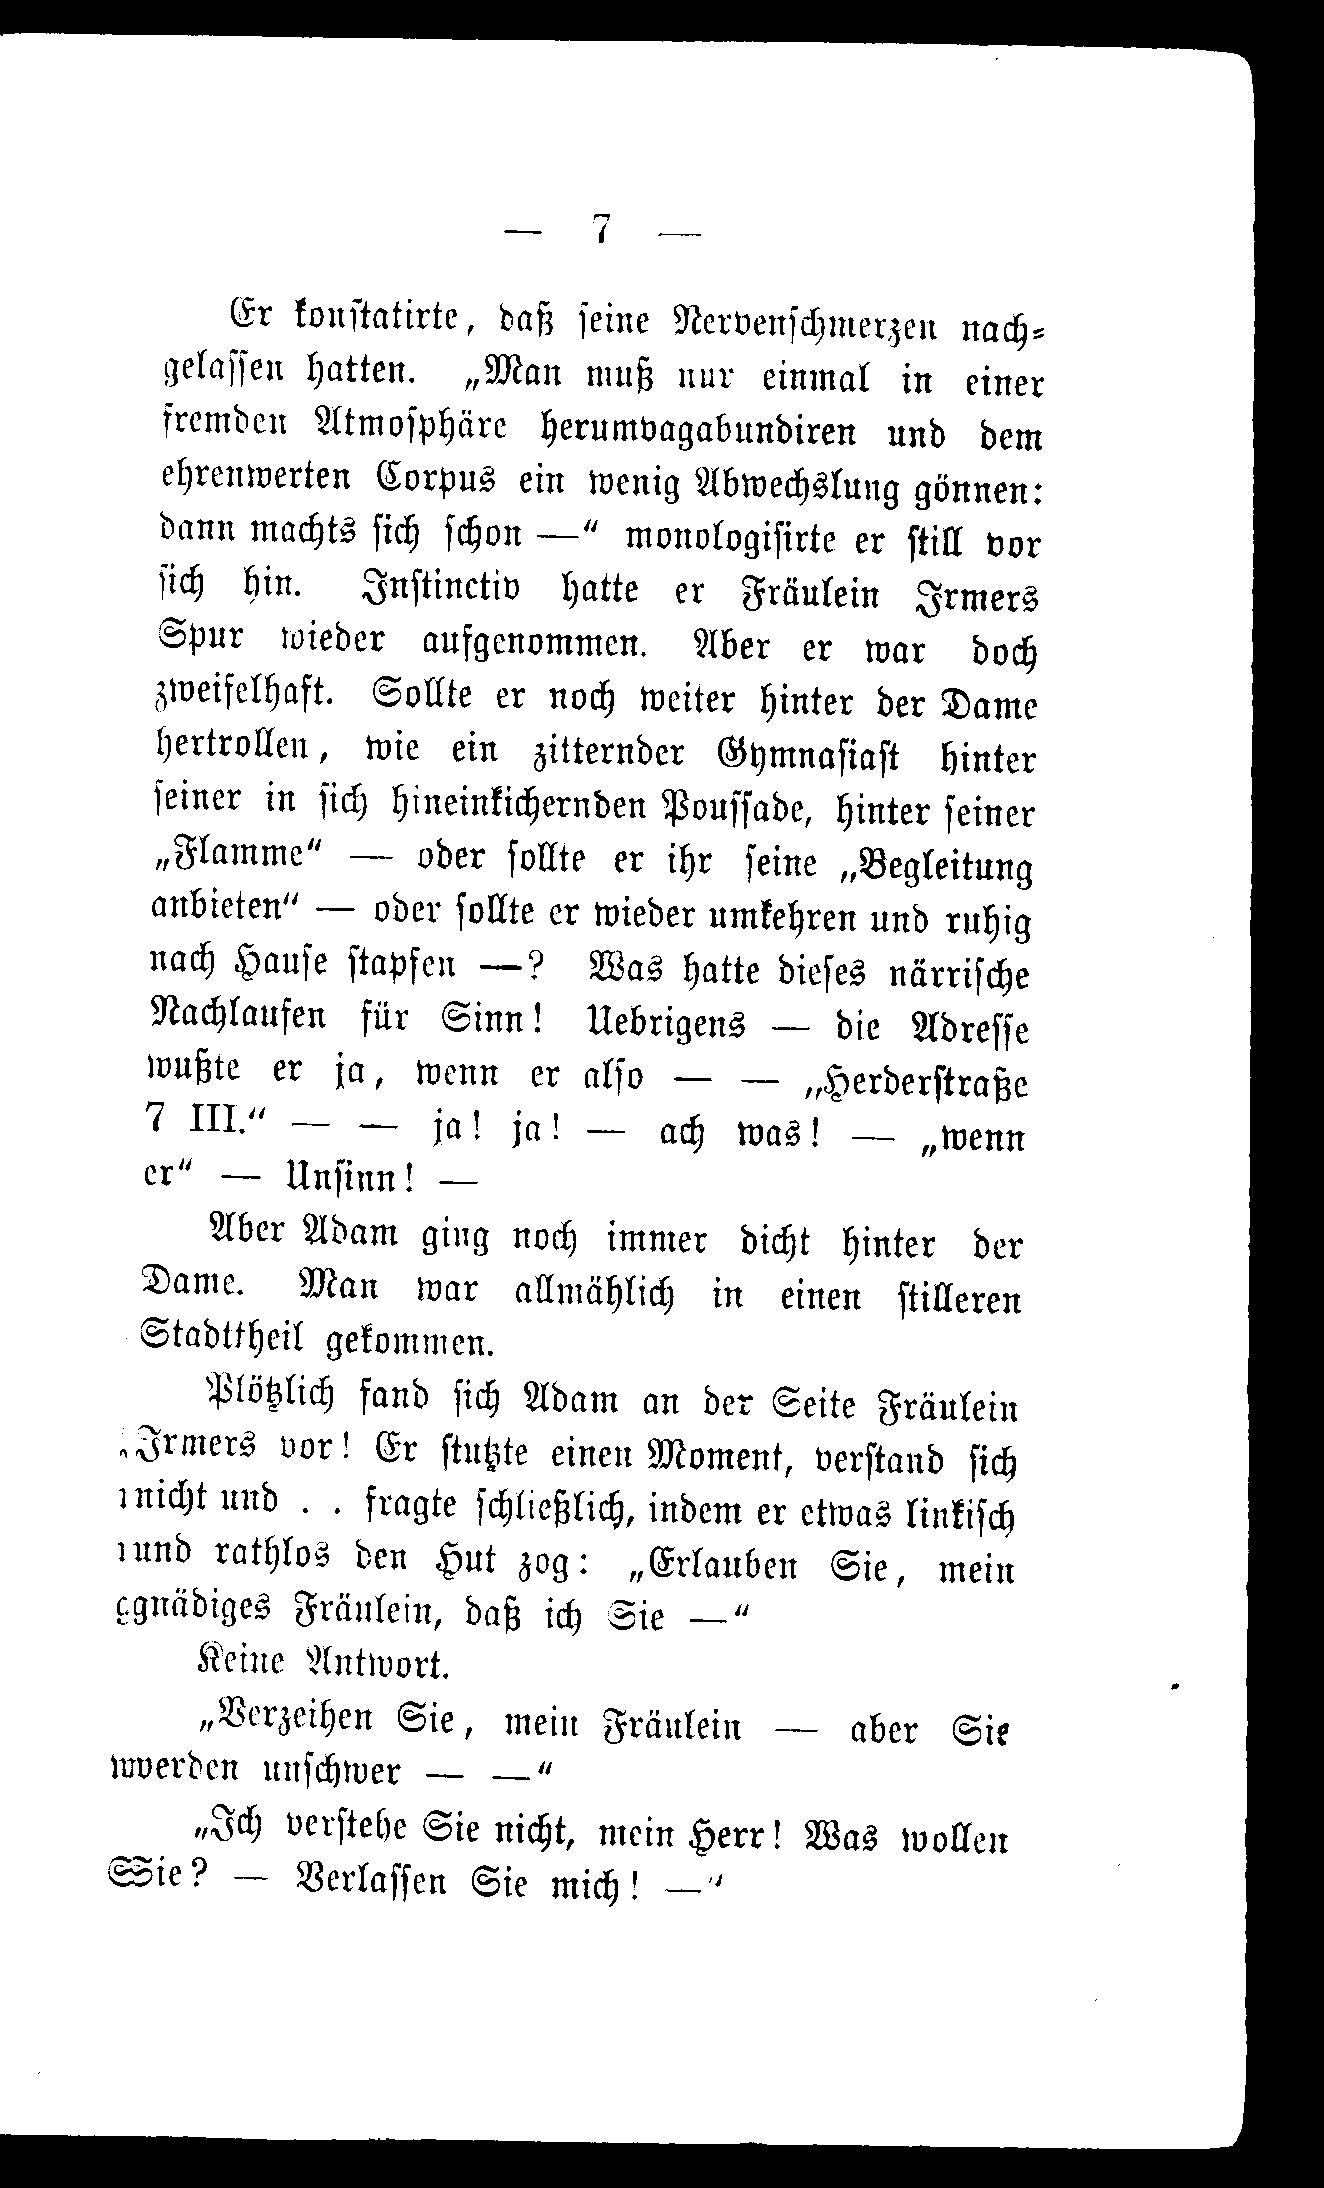 — 7 —
Er konstatirte, daß seine Nervenschmerzen nach-
gelassen hatten. „Man muß nur einmal in einer
fremden Atmosphäre herumvagabundiren und dem
ehrenwerten Corpus ein wenig Abwechslung gönnen:
dann machts sich schon —“ monologisirte er still vor
sich hin. Instinctiv hatte er Fräulein Irmers
Spur wieder aufgenommen. Aber er war doch
zweifelhaft. Sollte er noch weiter hinter der Dame
hertrollen, wie ein zitternder Gymnasiast hinter
seiner in sich hineinkichernden Poussade, hinter seiner
„Flamme“ — oder sollte er ihr seine „Begleitung
anbieten“ — oder sollte er wieder umkehren und ruhig
nach Hause stapfen —? Was hatte dieses närrische
Nachlaufen für Sinn! Uebrigens — die Adresse
wußte er ja, wenn er also — — „Herderstraße
7 III.“ — — ja! ja! — ach was! — „wenn
er“ — Unsinn! —
Aber Adam ging noch immer dicht hinter der
Dame. Man war allmählich in einen stilleren
Stadttheil gekommen.
Plötzlich fand sich Adam an der Seite Fräulein
Irmers vor! Er stutzte einen Moment, verstand sich
nicht und . . fragte schließlich, indem er etwas linkisch
und rathlos den Hut zog: „Erlauben Sie, mein
gnädiges Fräulein, daß ich Sie —“
Keine Antwort.
„Verzeihen Sie, mein Fräulein — aber Sie
werden unschwer — —“
„Ich verstehe Sie nicht, mein Herr! Was wollen
Sie? — Verlassen Sie mich! —“